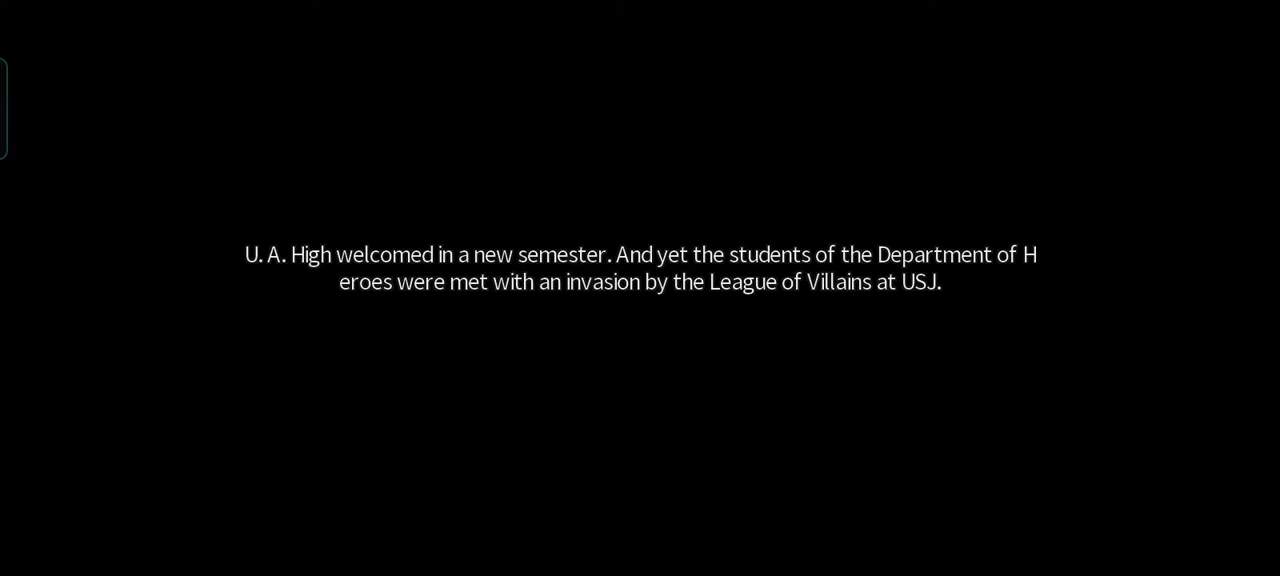 U. A. High welcomed in a new semester. And yet the students of the Department of H
eroes were met with an invasion by the League of Villains at USJ.